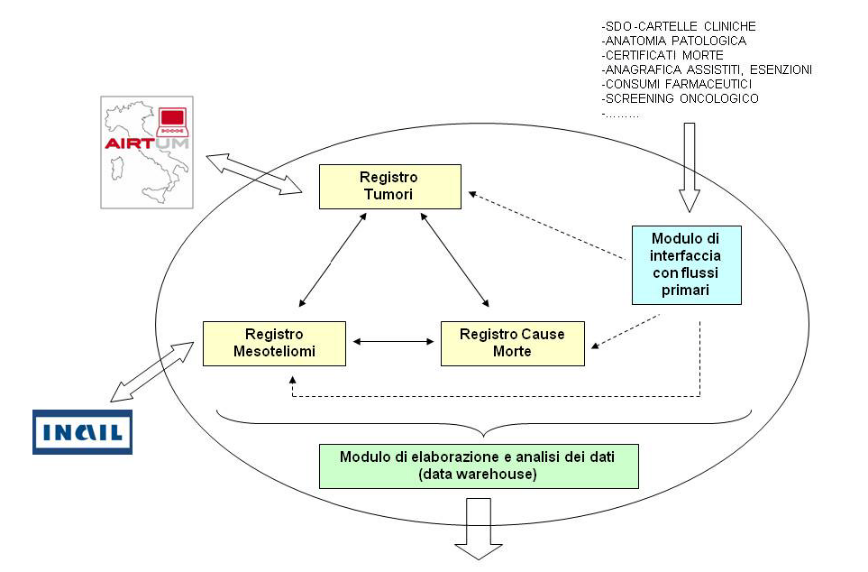 -SDO-CARTELLE CLINICHE
-ANATOMIA PATOLOGICA
-CERTIFICATI MORTE
-ANAGRAFICA ASSISTITI, ESENZIONI
-CONSUMI FARMACEUTICI
-SCREENING ONCOLOGICO
-………
AIRTUM
Registro
Tumori
Modulo di
interfaccia
con flussi
primari
Registro
Mesoteliomi
Registro Cause
Morte
INAIL
Modulo di elaborazione e analisi dei dati
(data warehouse)